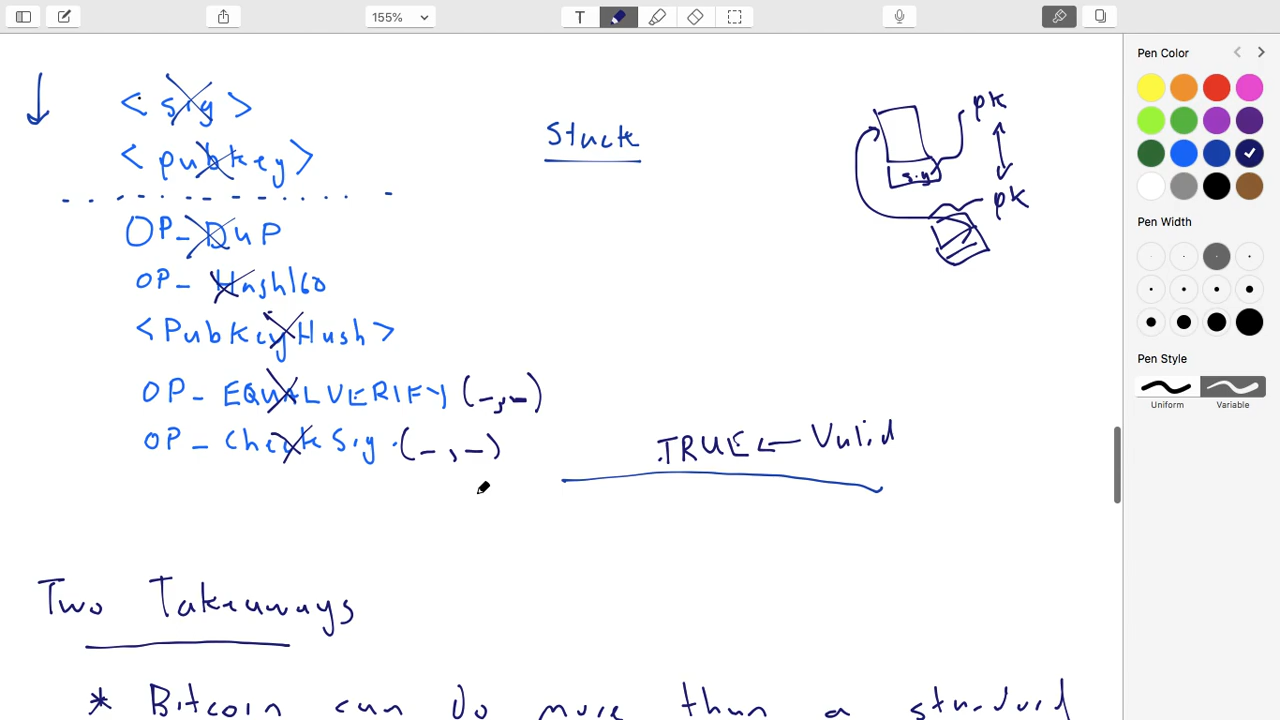 155%
T
Pen Color
< sig >
Stack
pk
< pubkey >
sig
pk
OP_DUP
OP_Hash160
Pen Width
<PubKeyHash>
OP_EQUALVERIFY (-,-)
Pen Style
OP_CheckSig (-,-)
TRUE ← Valid
Uniform
Variable
Two Takeaways
* Bitcoin can do more than a standard